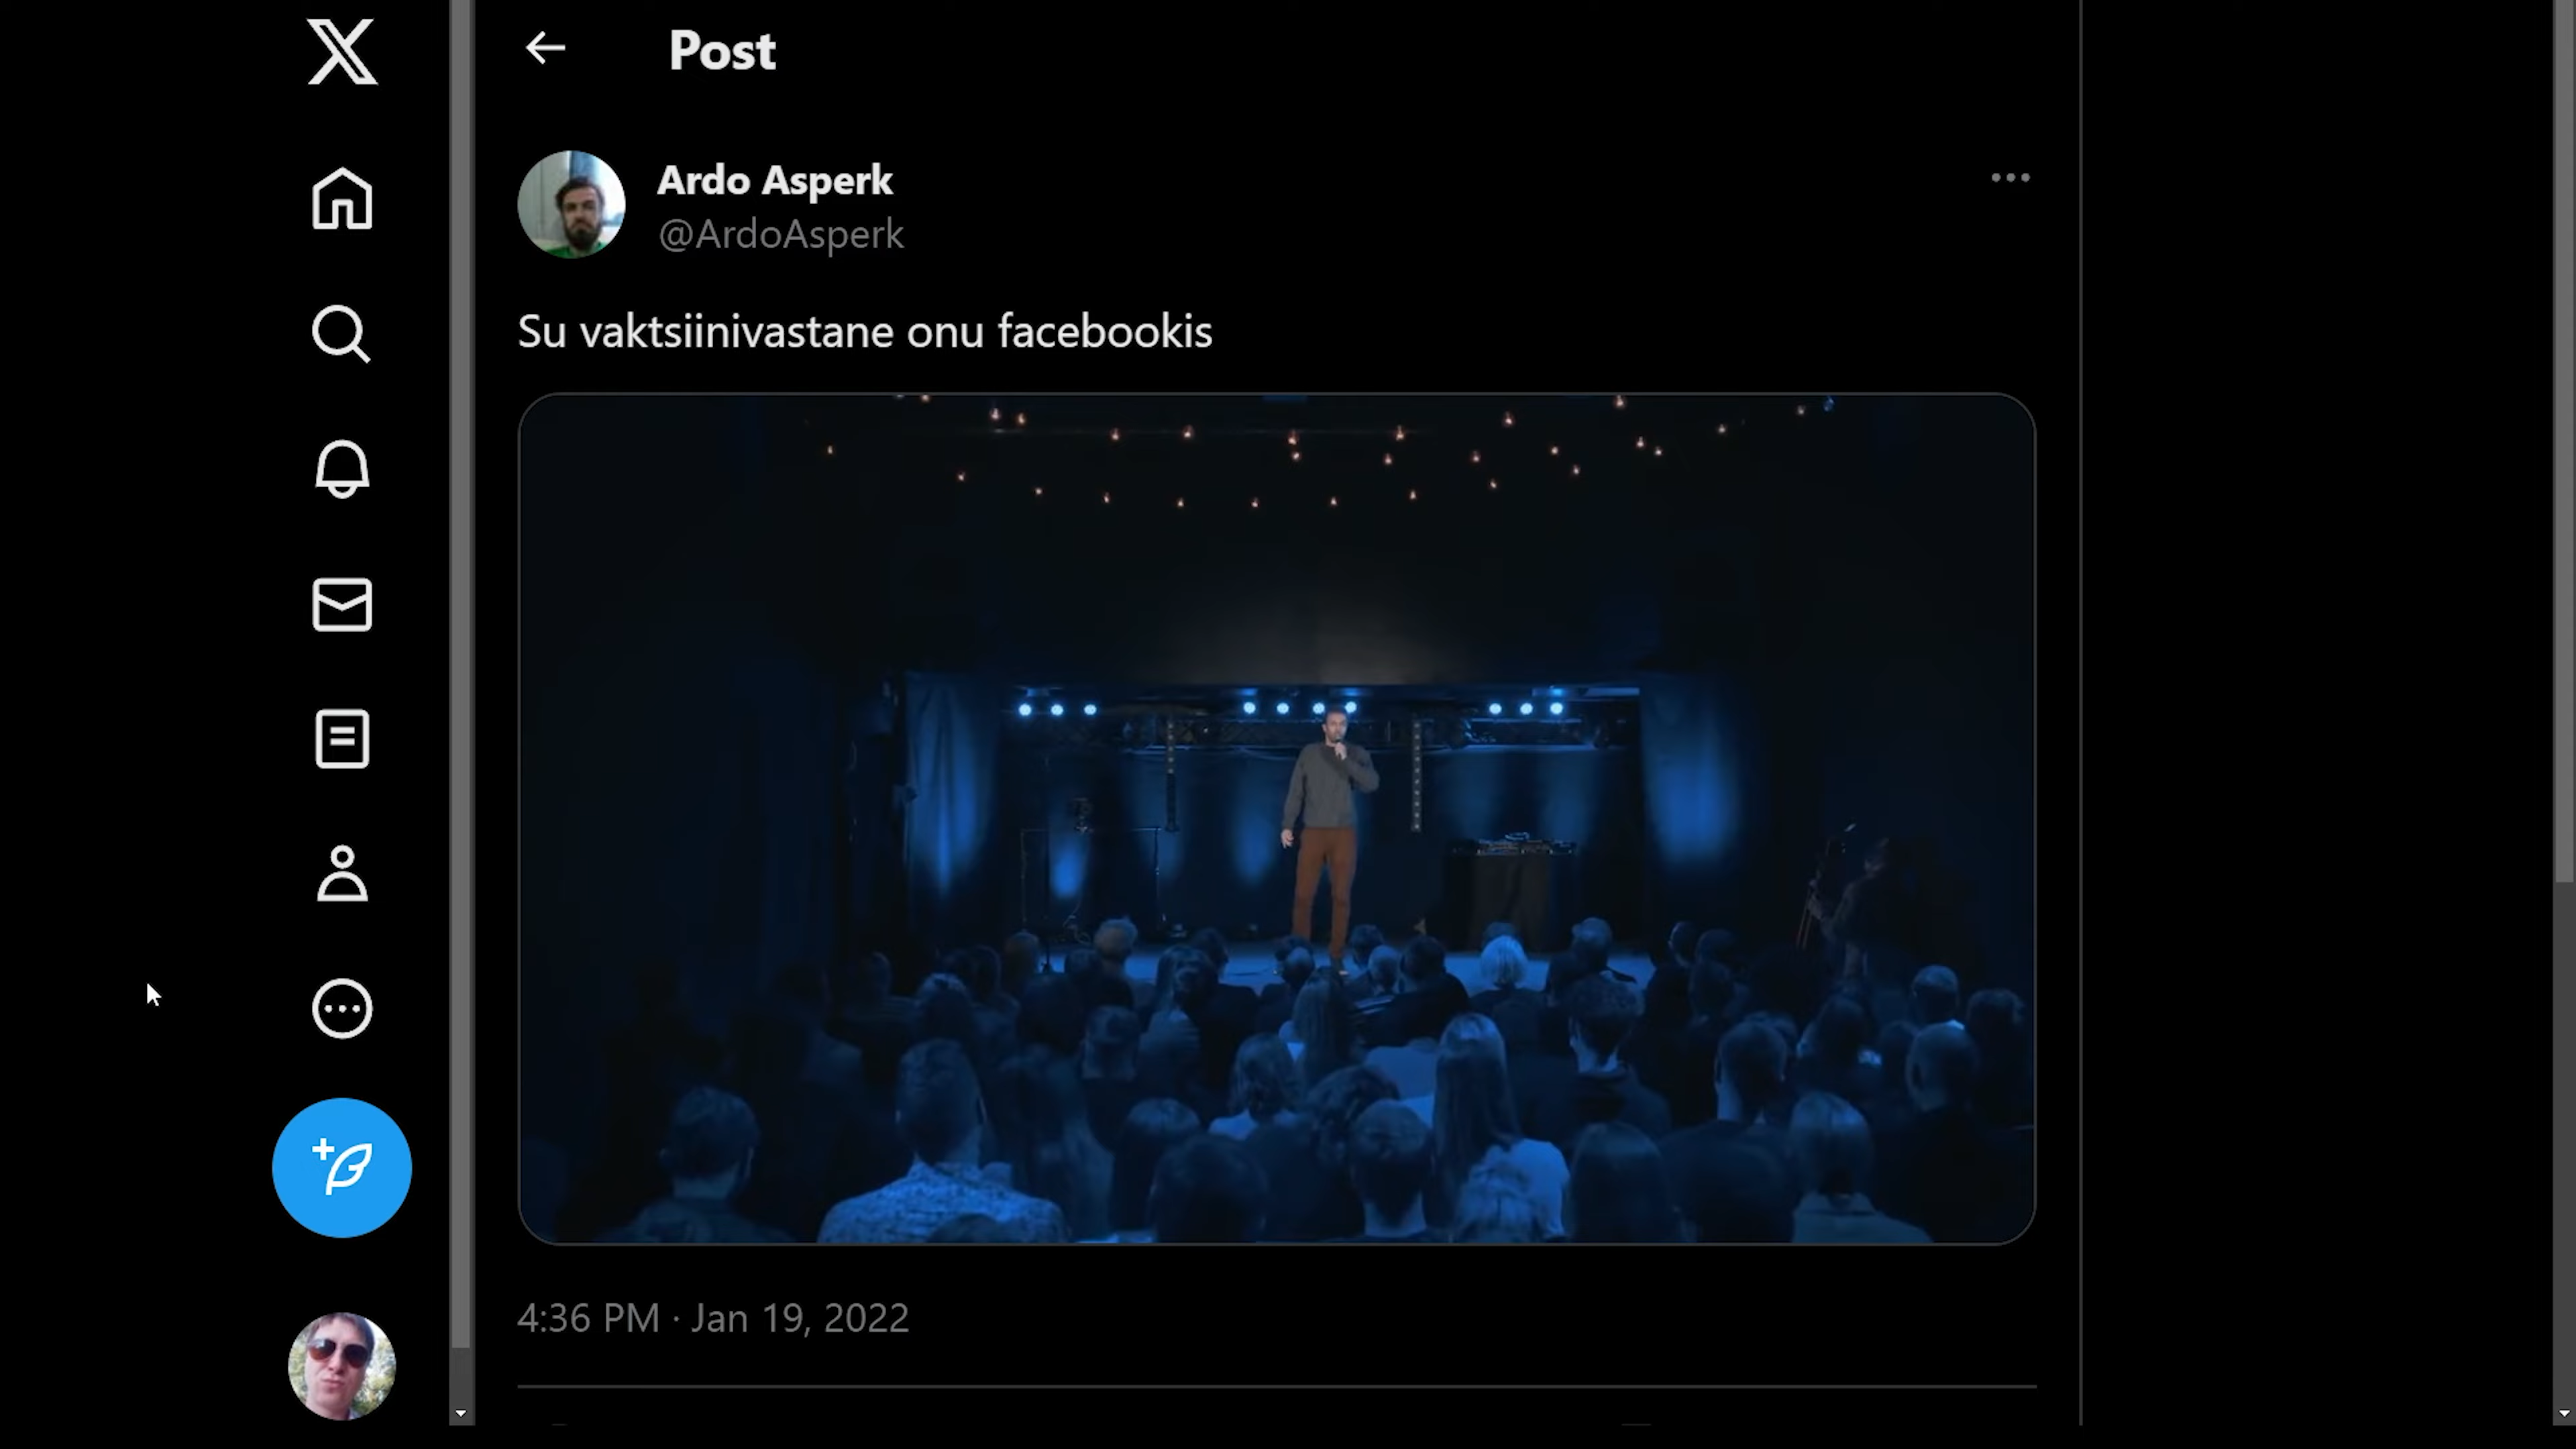 Post
Ardo Asperk
@ArdoAsperk
Su vaktsiinivastane onu facebookis
4:36 PM · Jan 19, 2022